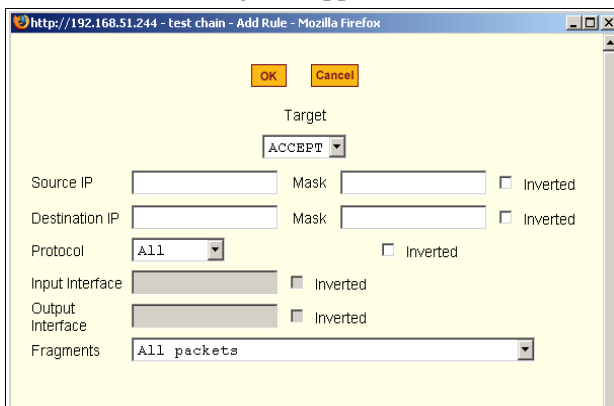 http://192.168.51.244 - test chain - Add Rule - Mozilla Firefox
OK Cancel
Target
ACCEPT
Source IP Mask Inverted
Destination IP Mask Inverted
Protocol All Inverted
Input Interface Inverted
Output
Interface Inverted
Fragments All packets